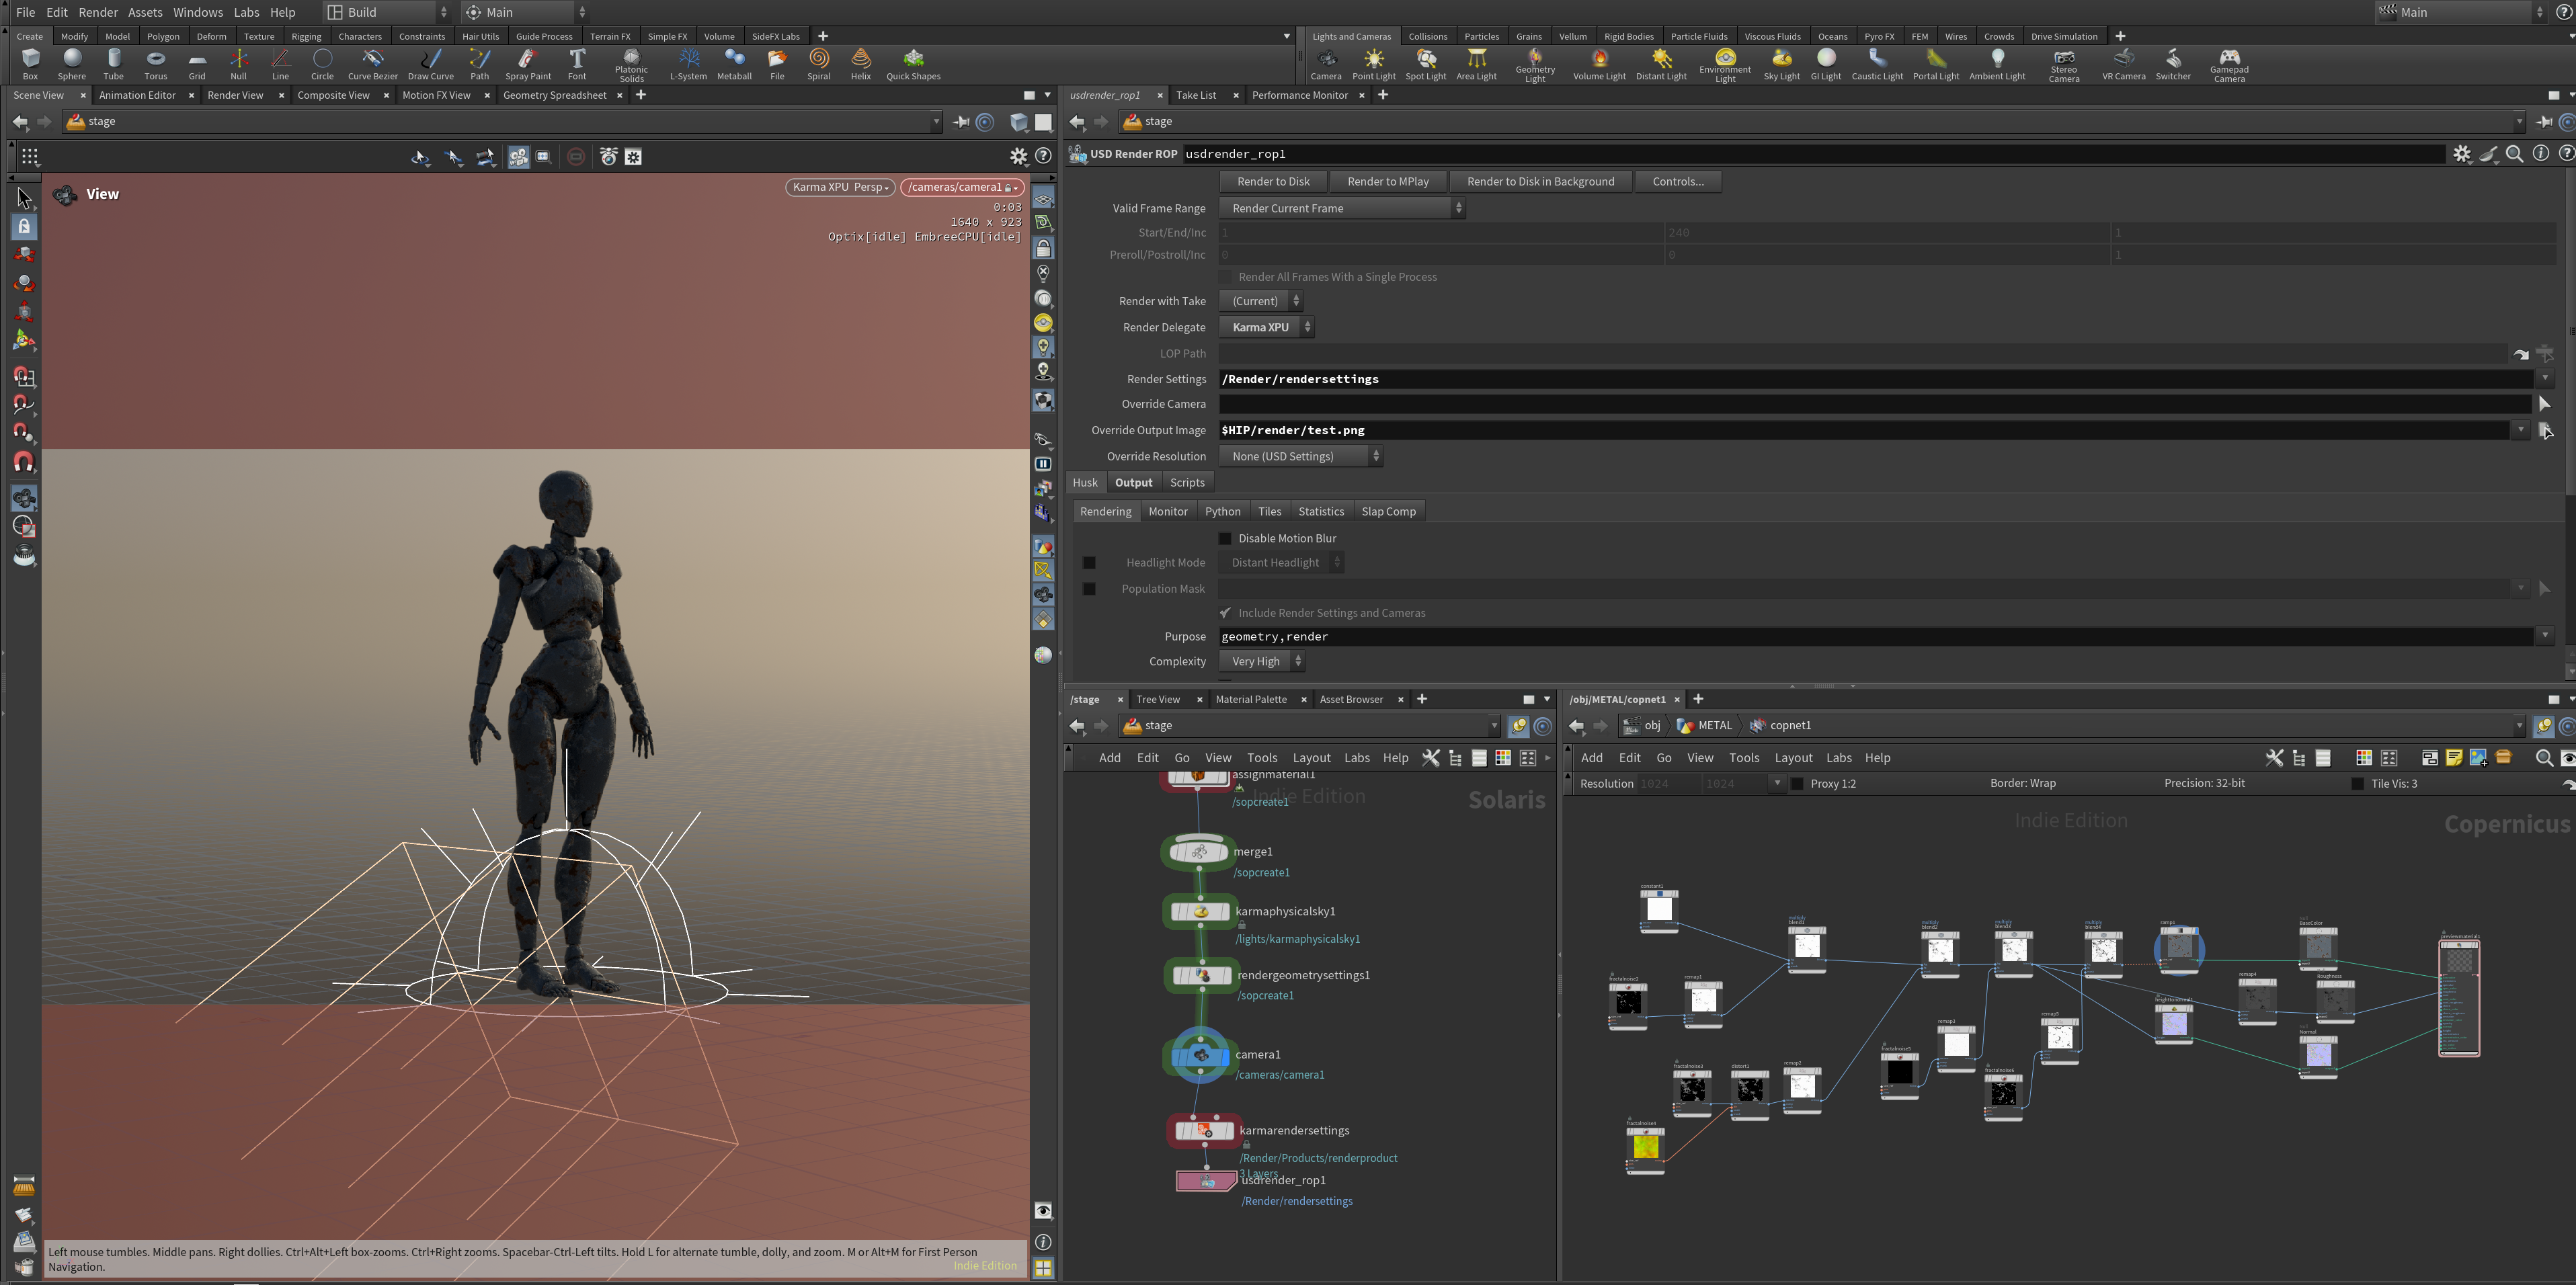 File Edit Render Assets Windows Labs Help Build Main Main
Create Modify Model Polygon Deform Texture Rigging Characters Constraints Hair Utils Guide Process Terrain FX Simple FX Volume SideFX Labs
Lights and Cameras Collisions Particles Grains Vellum Rigid Bodies Particle Fluids Viscous Fluids Oceans Pyro FX FEM Wires Crowds Drive Simulation
Box Sphere Tube Torus Grid Null Line Circle Curve Bezier Draw Curve Path Spray Paint Font Platonic Solids L-System Metaball File Spiral Helix Quick Shapes
Camera Point Light Spot Light Area Light Geometry Light Volume Light Distant Light Environment Light Sky Light GI Light Caustic Light Portal Light Ambient Light Stereo Camera VR Camera Switcher Gamepad Camera
Scene View Animation Editor Render View Composite View Motion FX View Geometry Spreadsheet
stage
View
Karma XPU Persp /cameras/camera1
0:03
1640 x 923
Optix[idle] EmbreeCPU[idle]
Left mouse tumbles. Middle pans. Right dollies. Ctrl+Alt+Left box-zooms. Ctrl+Right zooms. Spacebar-Ctrl-Left tilts. Hold L for alternate tumble, dolly, and zoom. M or Alt+M for First Person
Navigation.
Indie Edition
usdrender_rop1 Take List Performance Monitor
stage
USD Render ROP usdrender_rop1
Render to Disk Render to MPlay Render to Disk in Background Controls...
Valid Frame Range Render Current Frame
Start/End/Inc 1 240 1
Preroll/Postroll/Inc 0 0 1
Render All Frames With a Single Process
Render with Take (Current)
Render Delegate Karma XPU
LOP Path
Render Settings /Render/rendersettings
Override Camera
Override Output Image $HIP/render/test.png
Override Resolution None (USD Settings)
Husk Output Scripts
Rendering Monitor Python Tiles Statistics Slap Comp
Disable Motion Blur
Headlight Mode Distant Headlight
Population Mask
Include Render Settings and Cameras
Purpose geometry,render
Complexity Very High
/stage Tree View Material Palette Asset Browser
stage
Add Edit Go View Tools Layout Labs Help
Indie Edition Solaris
assignmaterial1
/sopcreate1
merge1
/sopcreate1
karmaphysicalsky1
/lights/karmaphysicalsky1
rendergeometrysettings1
/sopcreate1
camera1
/cameras/camera1
karmarendersettings
/Render/Products/renderproduct
3 Layers
usdrender_rop1
/Render/rendersettings
/obj/METAL/copnet1
obj METAL copnet1
Add Edit Go View Tools Layout Labs Help
Resolution 1024 1024 Proxy 1:2 Border: Wrap Precision: 32-bit Tile Vis: 3
Indie Edition Copernicus